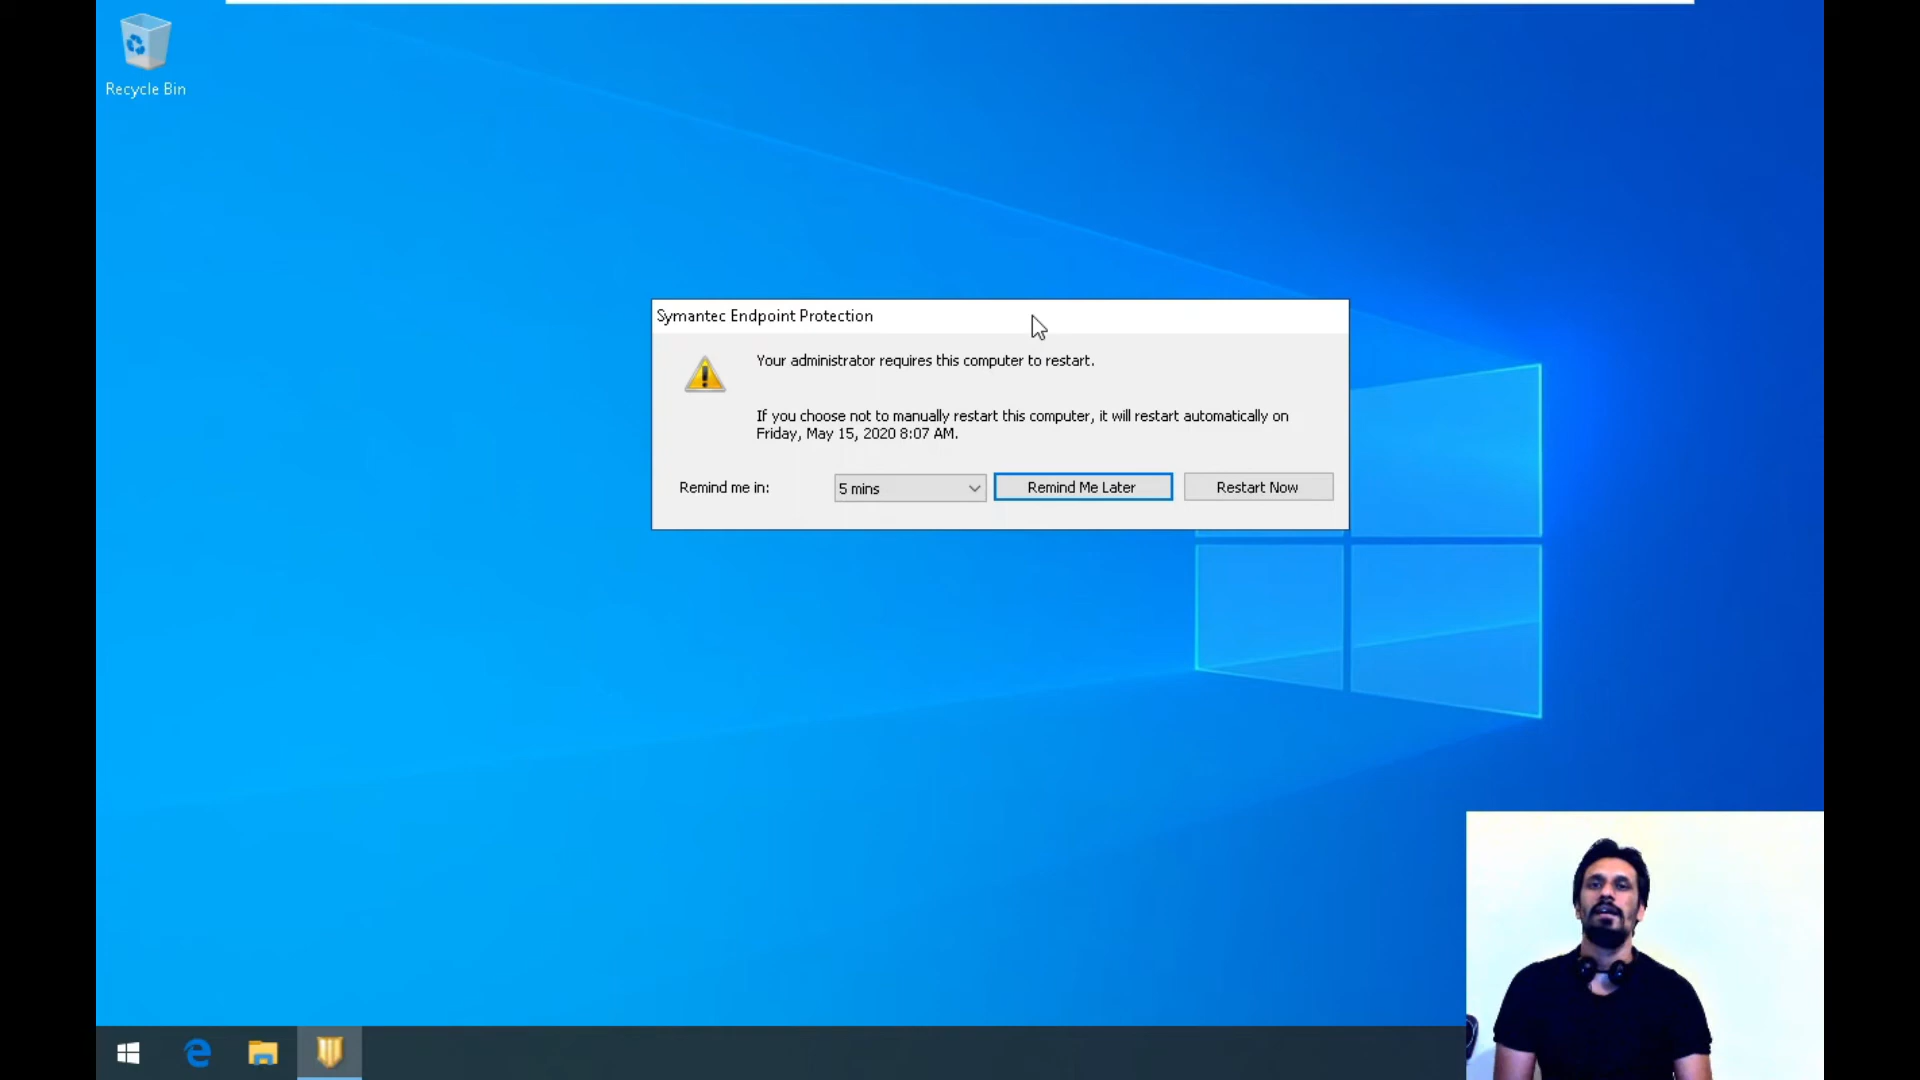 Recycle Bin
Symantec Endpoint Protection
Your administrator requires this computer to restart.
If you choose not to manually restart this computer, it will restart automatically on
Friday, May 15, 2020 8:07 AM.
Remind me in:
5 mins
Remind Me Later
Restart Now